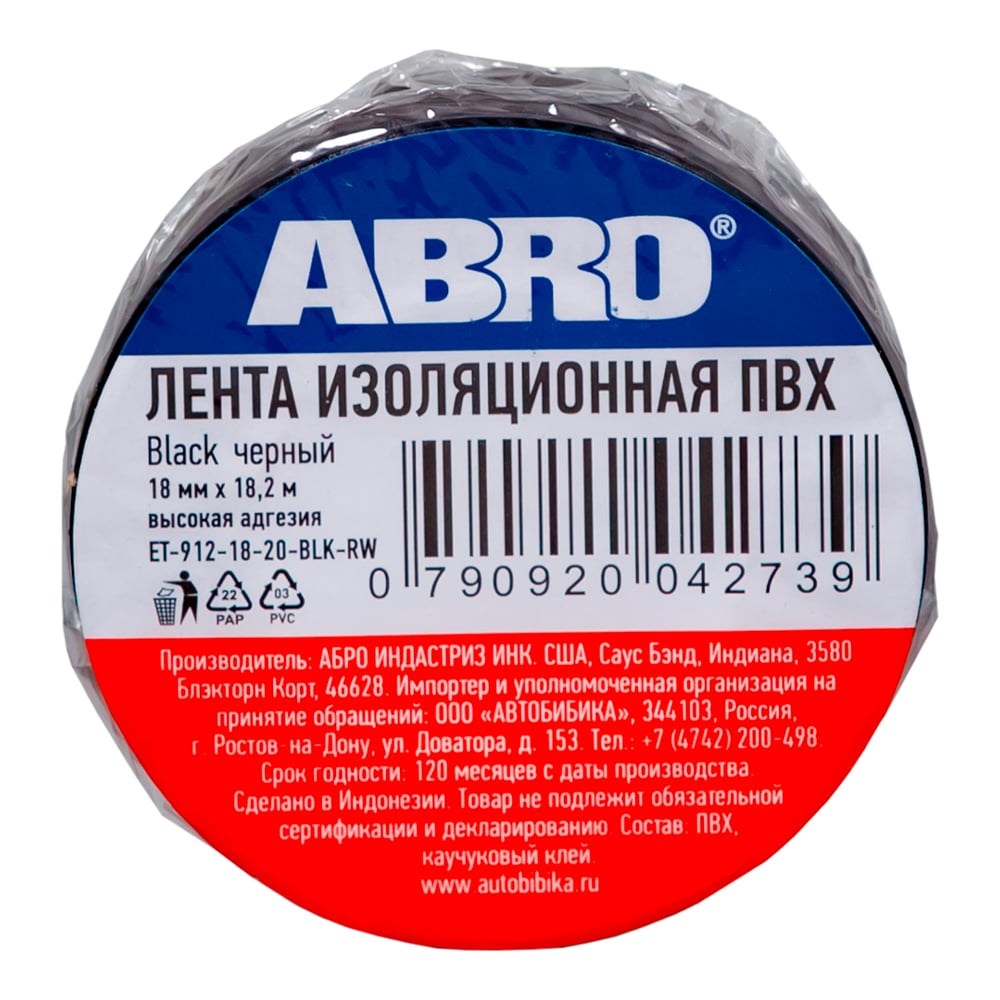 ABRO®
ЛЕНТА ИЗОЛЯЦИОННАЯ ПВХ
Black черный
18 мм x 18,2 м
высокая адгезия
ET-912-18-20-BLK-RW
0 790920 042739
22 03
PAP PVC
Производитель: АБРО ИНДАСТРИЗ ИНК. США, Саус Бэнд, Индиана, 3580
Блэкторн Корт, 46628. Импортер и уполномоченная организация на
принятие обращений: ООО «АВТОБИБИКА», 344103, Россия,
г. Ростов-на-Дону, ул. Доватора, д. 153. Тел.: +7 (4742) 200-498.
Срок годности: 120 месяцев с даты производства.
Сделано в Индонезии. Товар не подлежит обязательной
сертификации и декларированию. Состав: ПВХ,
каучуковый клей.
www.autobibika.ru